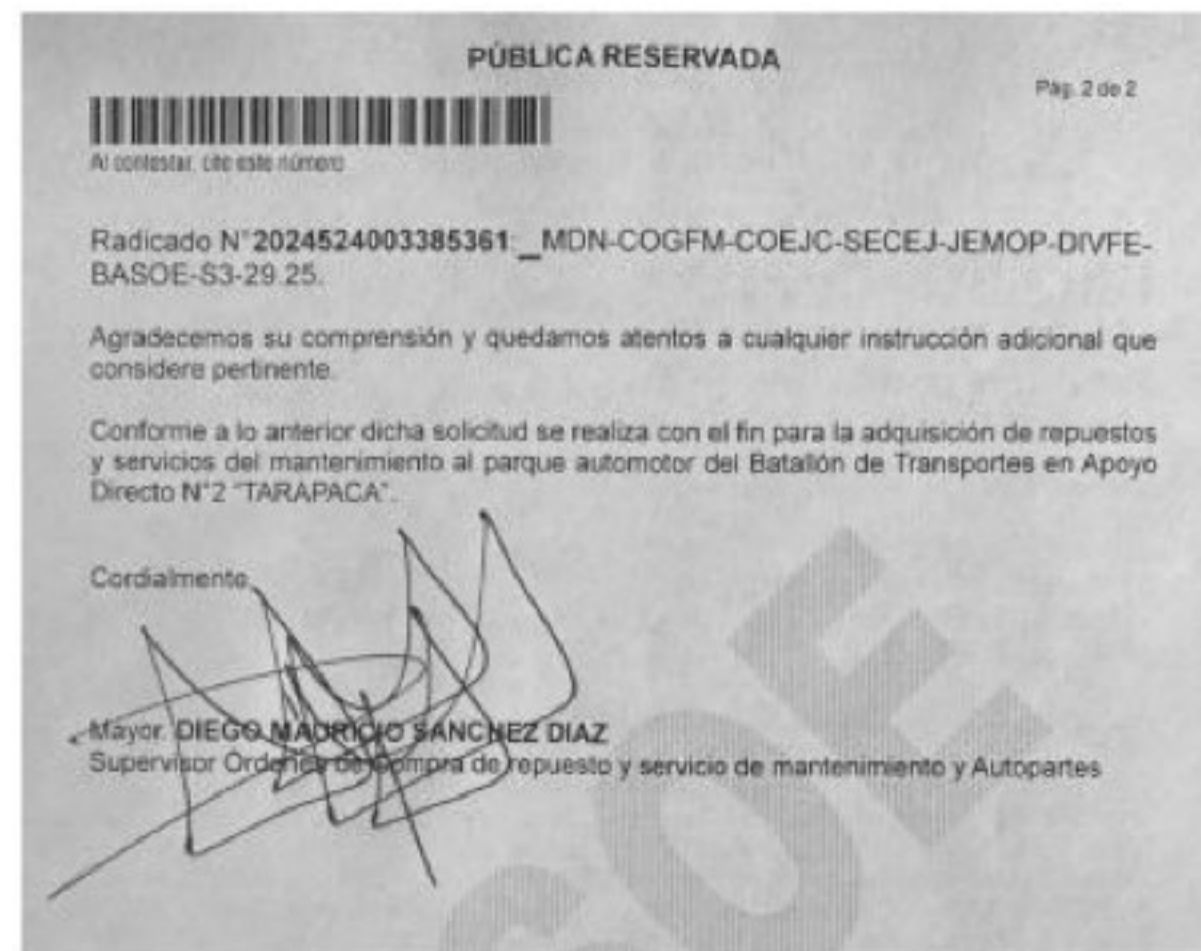 PÚBLICA RESERVADA
Pág. 2 de 2
Al contestar, cite este número
Radicado N°2024524003385361:_MDN-COGFM-COEJC-SECEJ-JEMOP-DIVFE-
BASOE-S3-29.25.
Agradecemos su comprensión y quedamos atentos a cualquier instrucción adicional que
considere pertinente.
Conforme a lo anterior dicha solicitud se realiza con el fin para la adquisición de repuestos
y servicios del mantenimiento al parque automotor del Batallón de Transportes en Apoyo
Directo N°2 "TARAPACA".
Cordialmente,
Mayor. DIEGO MAURICIO SANCHEZ DIAZ
Supervisor Ordenes de Compra de repuesto y servicio de mantenimiento y Autopartes
SOE